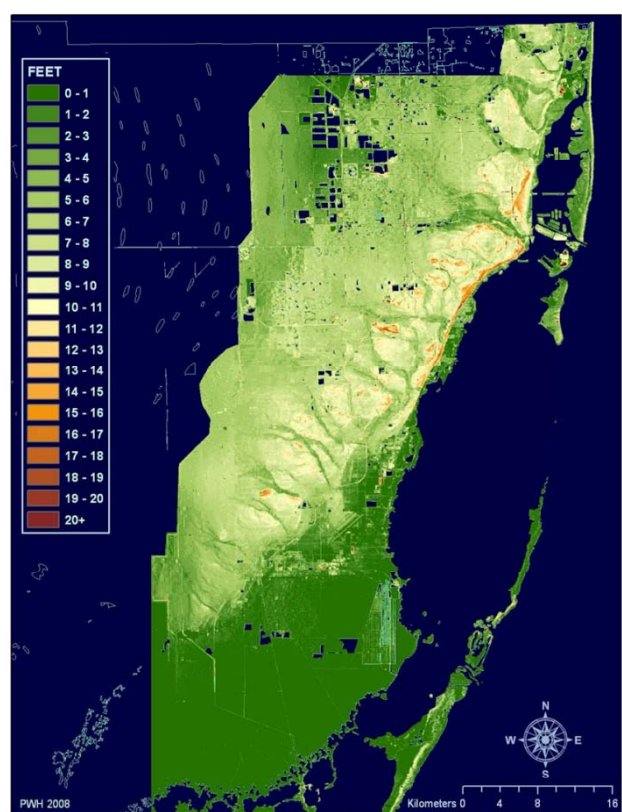 FEET
0 - 1
1 - 2
2 - 3
3 - 4
4 - 5
5 - 6
6 - 7
7 - 8
8 - 9
9 - 10
10 - 11
11 - 12
12 - 13
13 - 14
14 - 15
15 - 16
16 - 17
17 - 18
18 - 19
19 - 20
20+
N
W E
S
PWH 2008
Kilometers 0 4 8 16